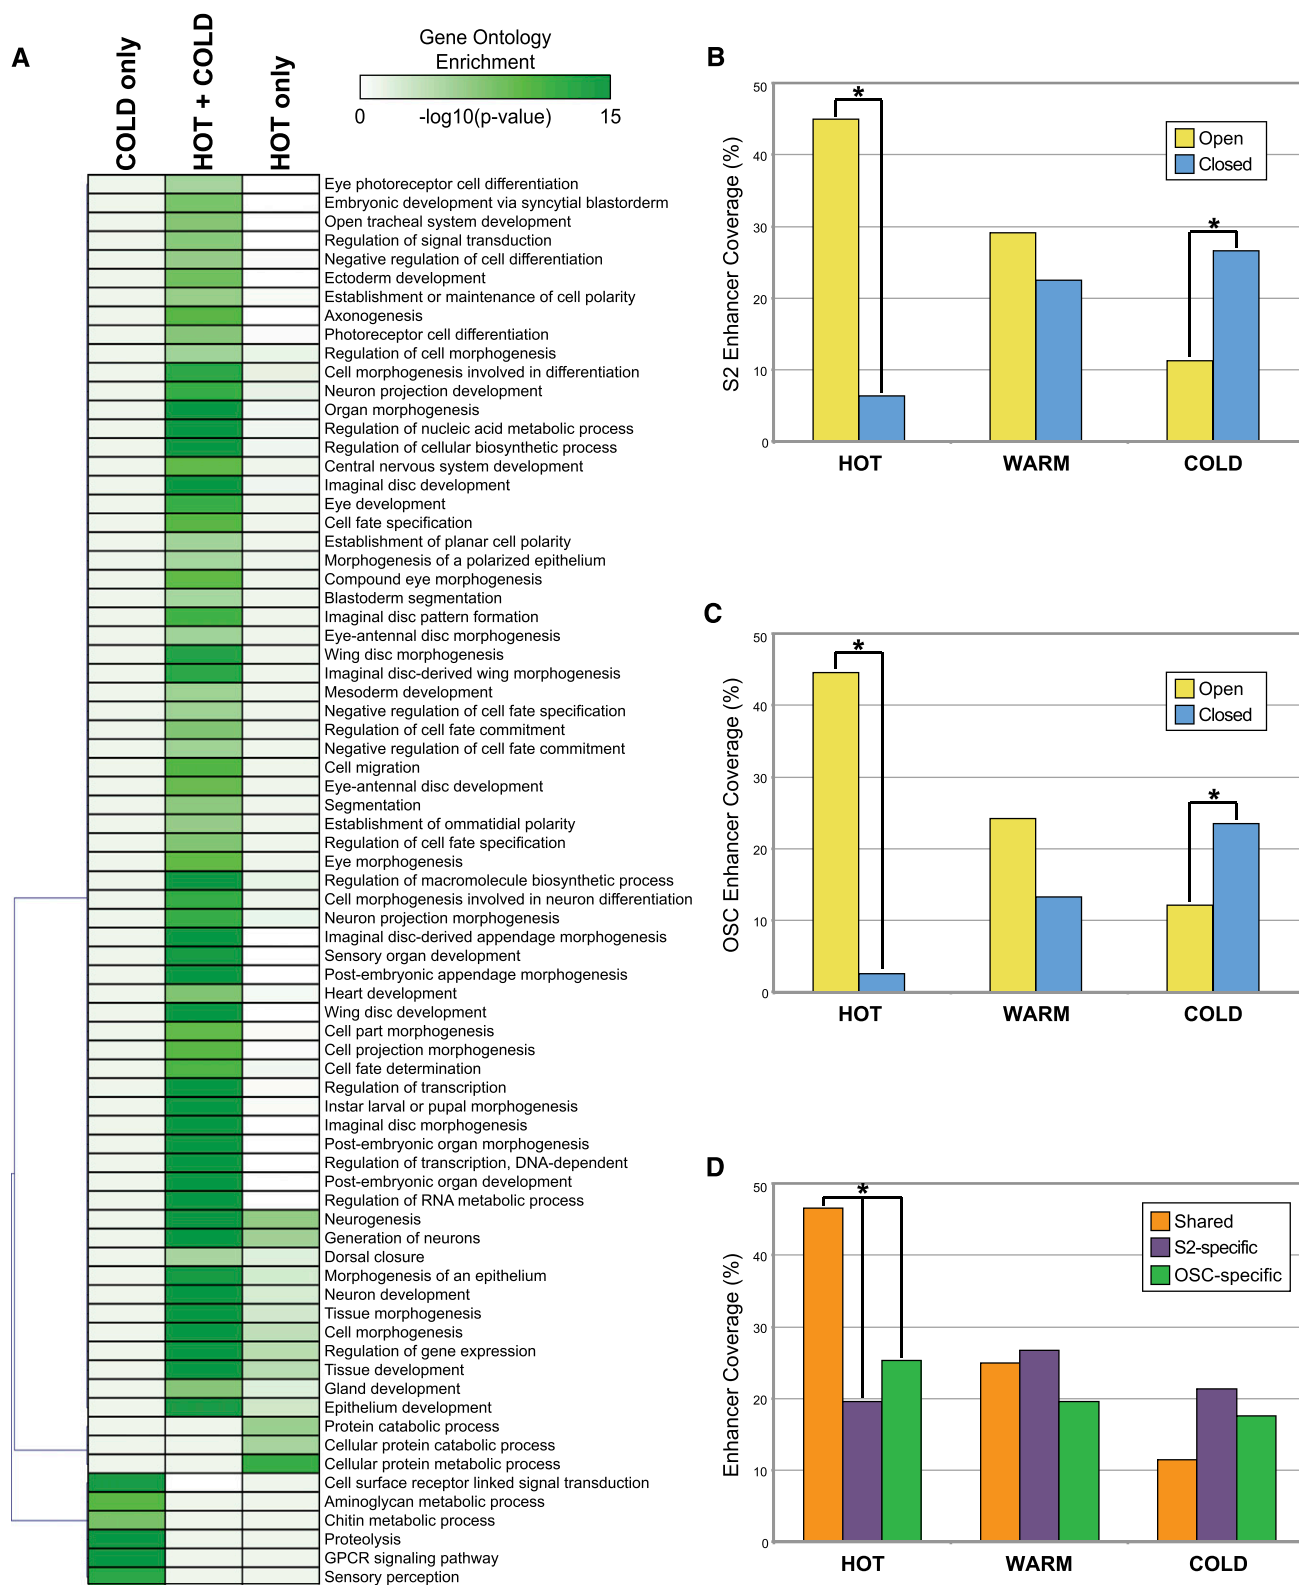 A
COLD only
HOT + COLD
HOT only
Gene Ontology
Enrichment
0
-log10(p-value)
15
Eye photoreceptor cell differentiation
Embryonic development via syncytial blastorderm
Open tracheal system development
Regulation of signal transduction
Negative regulation of cell differentiation
Ectoderm development
Establishment or maintenance of cell polarity
Axonogenesis
Photoreceptor cell differentiation
Regulation of cell morphogenesis
Cell morphogenesis involved in differentiation
Neuron projection development
Organ morphogenesis
Regulation of nucleic acid metabolic process
Regulation of cellular biosynthetic process
Central nervous system development
Imaginal disc development
Eye development
Cell fate specification
Establishment of planar cell polarity
Morphogenesis of a polarized epithelium
Compound eye morphogenesis
Blastoderm segmentation
Imaginal disc pattern formation
Eye-antennal disc morphogenesis
Wing disc morphogenesis
Imaginal disc-derived wing morphogenesis
Mesoderm development
Negative regulation of cell fate specification
Regulation of cell fate commitment
Negative regulation of cell fate commitment
Cell migration
Eye-antennal disc development
Segmentation
Establishment of ommatidial polarity
Regulation of cell fate specification
Eye morphogenesis
Regulation of macromolecule biosynthetic process
Cell morphogenesis involved in neuron differentiation
Neuron projection morphogenesis
Imaginal disc-derived appendage morphogenesis
Sensory organ development
Post-embryonic appendage morphogenesis
Heart development
Wing disc development
Cell part morphogenesis
Cell projection morphogenesis
Cell fate determination
Regulation of transcription
Instar larval or pupal morphogenesis
Imaginal disc morphogenesis
Post-embryonic organ morphogenesis
Regulation of transcription, DNA-dependent
Post-embryonic organ development
Regulation of RNA metabolic process
Neurogenesis
Generation of neurons
Dorsal closure
Morphogenesis of an epithelium
Neuron development
Tissue morphogenesis
Cell morphogenesis
Regulation of gene expression
Tissue development
Gland development
Epithelium development
Protein catabolic process
Cellular protein catabolic process
Cellular protein metabolic process
Cell surface receptor linked signal transduction
Aminoglycan metabolic process
Chitin metabolic process
Proteolysis
GPCR signaling pathway
Sensory perception
B
S2 Enhancer Coverage (%)
50
40
30
20
10
0
*
*
Open
Closed
HOT
WARM
COLD
C
OSC Enhancer Coverage (%)
50
40
30
20
10
0
*
*
Open
Closed
HOT
WARM
COLD
D
Enhancer Coverage (%)
50
40
30
20
10
0
*
Shared
S2-specific
OSC-specific
HOT
WARM
COLD